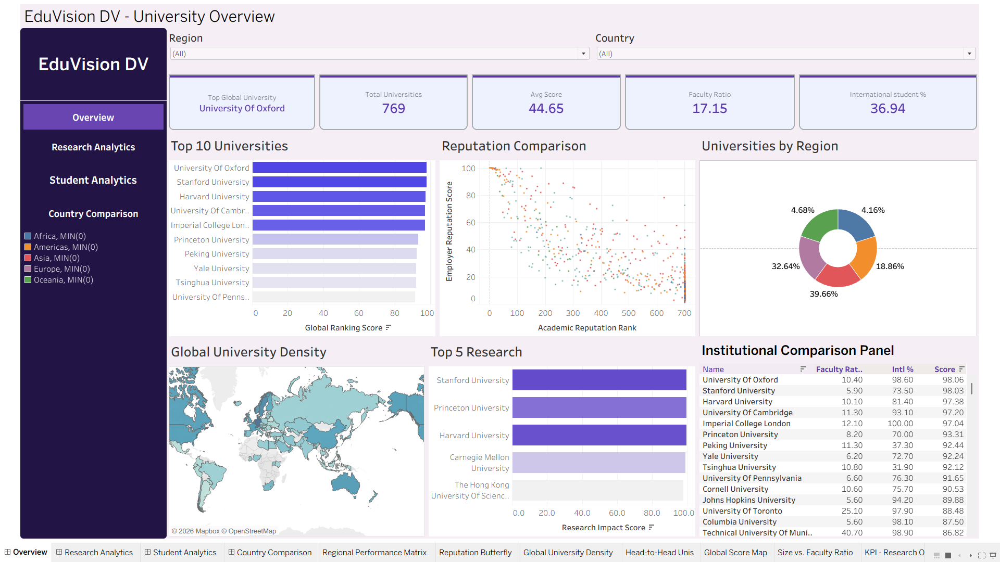 EduVision DV - University Overview
EduVision DV
Overview
Research Analytics
Student Analytics
Country Comparison
Africa, MIN(0)
Americas, MIN(0)
Asia, MIN(0)
Europe, MIN(0)
Oceania, MIN(0)
Region
(All)
Country
(All)
Top Global University
University Of Oxford
Total Universities
769
Avg Score
44.65
Faculty Ratio
17.15
International student %
36.94
Top 10 Universities
University Of Oxford
Stanford University
Harvard University
University Of Cambr..
Imperial College Lon..
Princeton University
Peking University
Yale University
Tsinghua University
University Of Penns..
0 20 40 60 80 100
Global Ranking Score
Reputation Comparison
Employer Reputation Score
100
80
60
40
20
0
0 100 200 300 400 500 600 700
Academic Reputation Rank
Universities by Region
4.68%
4.16%
32.64%
18.86%
39.66%
Global University Density
© 2026 Mapbox © OpenStreetMap
Top 5 Research
Stanford University
Princeton University
Harvard University
Carnegie Mellon
University
The Hong Kong
University Of Scienc..
0.0 20.0 40.0 60.0 80.0 100.0
Research Impact Score
Institutional Comparison Panel
Name Faculty Rat.. Intl % Score
University Of Oxford 10.40 98.60 98.06
Stanford University 5.90 73.50 98.03
Harvard University 10.10 81.40 97.38
University Of Cambridge 11.30 93.10 97.20
Imperial College London 12.10 100.00 97.04
Princeton University 8.20 70.00 93.31
Peking University 11.30 37.30 92.44
Yale University 6.20 72.70 92.24
Tsinghua University 10.80 31.90 92.12
University Of Pennsylvania 6.60 76.30 91.65
Cornell University 10.60 75.70 90.53
Johns Hopkins University 5.60 94.20 89.88
University Of Toronto 25.10 97.90 88.48
Columbia University 5.60 98.10 87.50
Technical University Of Muni.. 40.70 98.90 86.82
Overview Research Analytics Student Analytics Country Comparison Regional Performance Matrix Reputation Butterfly Global University Density Head-to-Head Unis Global Score Map Size vs. Faculty Ratio KPI - Research O